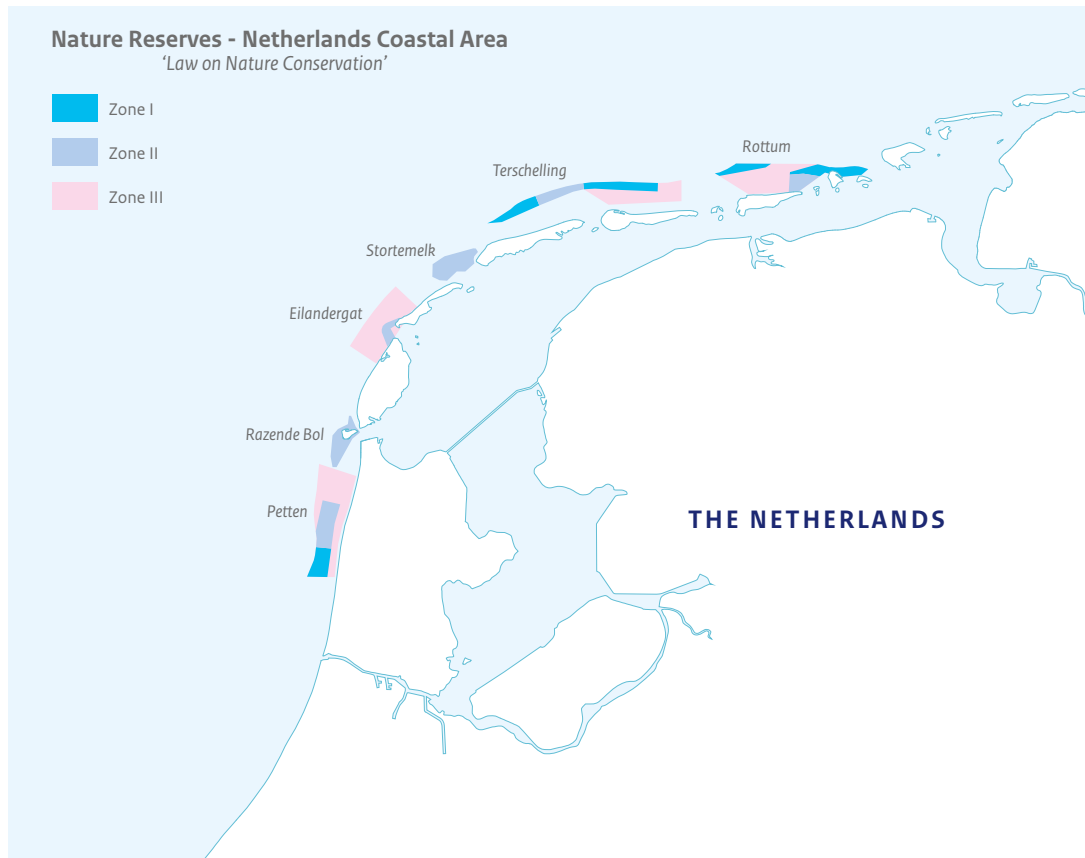 Nature Reserves - Netherlands Coastal Area
‘Law on Nature Conservation’
Zone I
Zone II
Zone III
Rottum
Terschelling
Stortemelk
Eilandergat
Razende Bol
Petten
THE NETHERLANDS